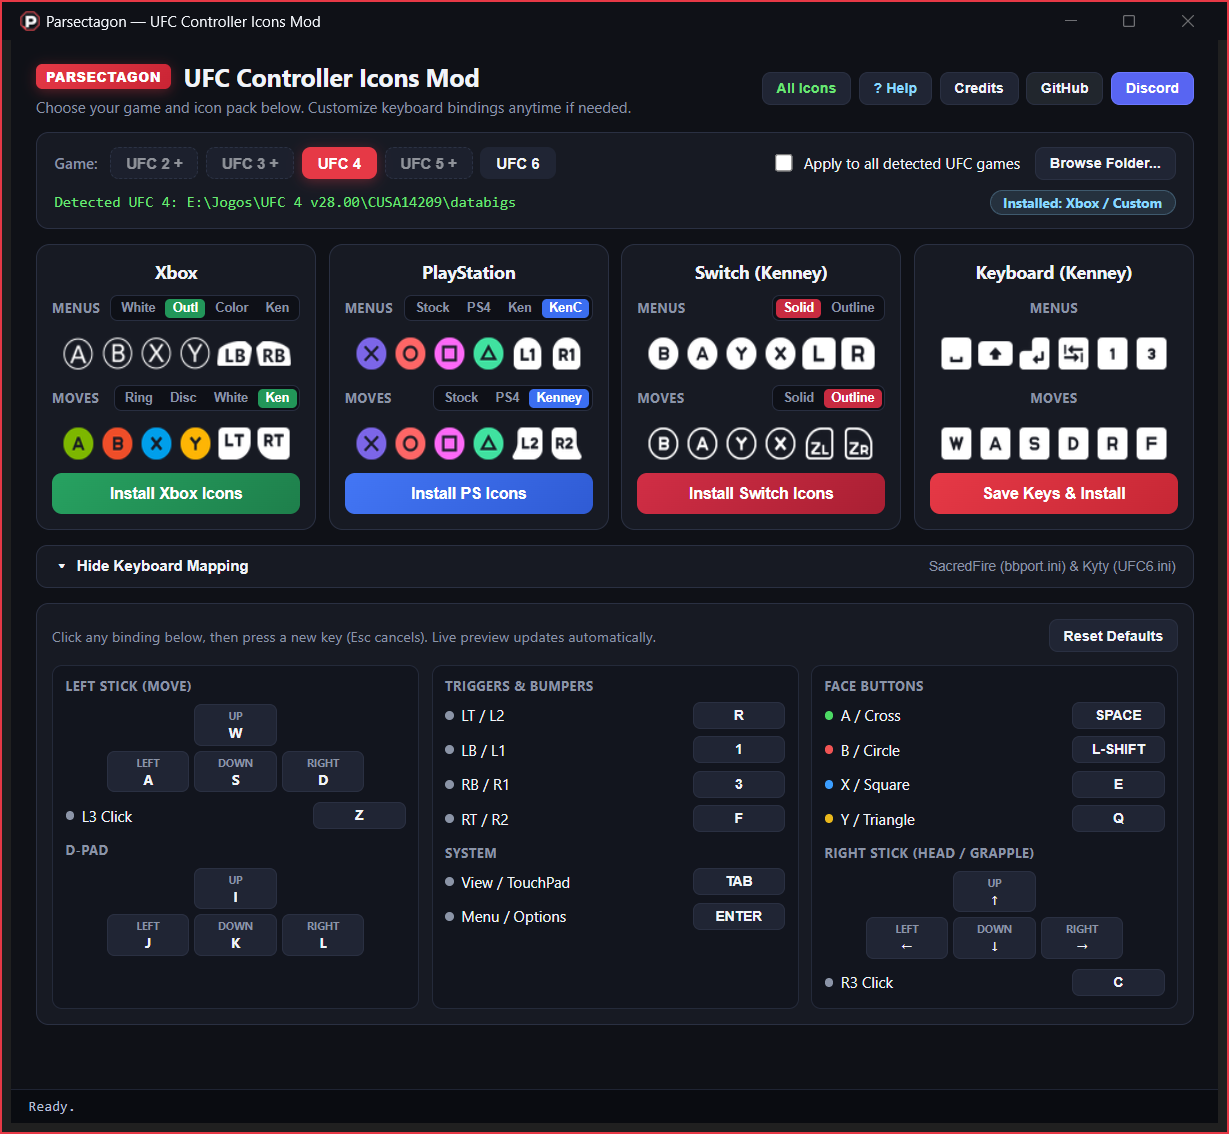 Parsectagon — UFC Controller Icons Mod
PARSECTAGON UFC Controller Icons Mod
Choose your game and icon pack below. Customize keyboard bindings anytime if needed.
All Icons ? Help Credits GitHub Discord
Game: UFC 2 + UFC 3 + UFC 4 UFC 5 + UFC 6
Apply to all detected UFC games Browse Folder...
Detected UFC 4: E:\Jogos\UFC 4 v28.00\CUSA14209\databigs
Installed: Xbox / Custom
Xbox
MENUS White Outl Color Ken
A B X Y LB RB
MOVES Ring Disc White Ken
A B X Y LT RT
Install Xbox Icons
PlayStation
MENUS Stock PS4 Ken KenC
L1 R1
MOVES Stock PS4 Kenney
L2 R2
Install PS Icons
Switch (Kenney)
MENUS Solid Outline
B A Y X L R
MOVES Solid Outline
B A Y X ZL ZR
Install Switch Icons
Keyboard (Kenney)
MENUS
1 3
MOVES
W A S D R F
Save Keys & Install
Hide Keyboard Mapping
SacredFire (bbport.ini) & Kyty (UFC6.ini)
Click any binding below, then press a new key (Esc cancels). Live preview updates automatically.
Reset Defaults
LEFT STICK (MOVE)
UP
W
LEFT DOWN RIGHT
A S D
L3 Click Z
D-PAD
UP
I
LEFT DOWN RIGHT
J K L
TRIGGERS & BUMPERS
LT / L2 R
LB / L1 1
RB / R1 3
RT / R2 F
SYSTEM
View / TouchPad TAB
Menu / Options ENTER
FACE BUTTONS
A / Cross SPACE
B / Circle L-SHIFT
X / Square E
Y / Triangle Q
RIGHT STICK (HEAD / GRAPPLE)
UP
↑
LEFT DOWN RIGHT
← ↓ →
R3 Click C
Ready.